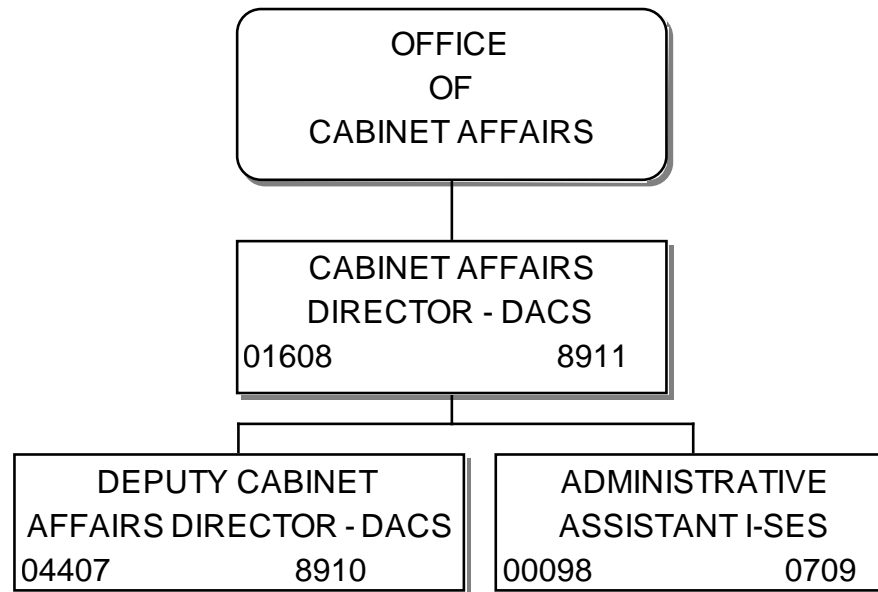 OFFICE
OF
CABINET AFFAIRS
CABINET AFFAIRS
DIRECTOR - DACS
01608 8911
DEPUTY CABINET
AFFAIRS DIRECTOR - DACS
04407 8910
ADMINISTRATIVE
ASSISTANT I-SES
00098 0709